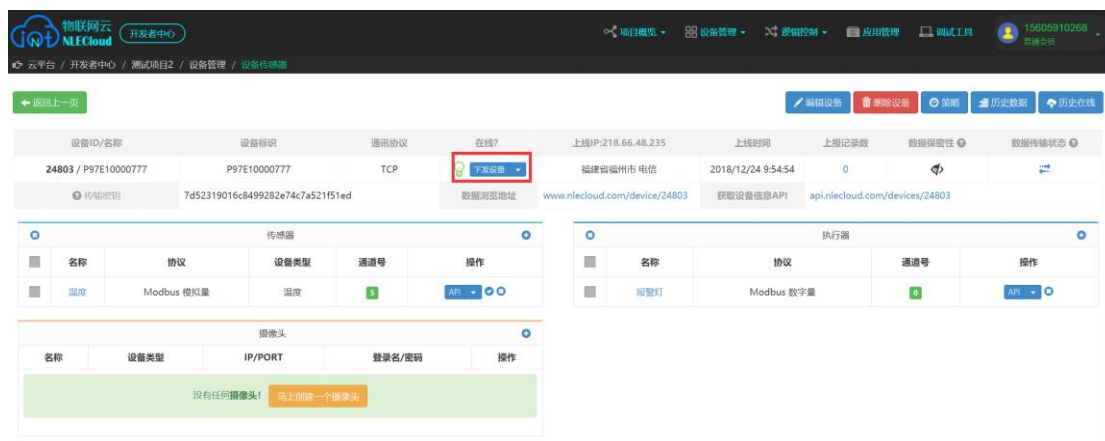 物联网云 开发者中心 项目概览 设备管理 逻辑控制 应用管理 调试工具 15605910268
NLECloud 普通会员
云平台 / 开发者中心 / 测试项目2 / 设备管理 / 设备传感器
返回上一页 编辑设备 删除设备 策略 历史数据 历史在线
设备ID/名称 设备标识 通讯协议 在线? 上线IP:218.66.48.235 上线时间 上报记录数 数据保密性 数据传输状态
24803 / P97E10000777 P97E10000777 TCP 下发设备 福建省福州市 电信 2018/12/24 9:54:54 0
传输密钥 7d52319016c8499282e74c7a521f51ed 数据浏览地址 www.nlecloud.com/device/24803 获取设备信息API api.nlecloud.com/devices/24803
传感器
名称 协议 设备类型 通道号 操作
温度 Modbus 模拟量 温度 5 API
执行器
名称 协议 通道号 操作
报警灯 Modbus 数字量 0 API
摄像头
名称 设备类型 IP/PORT 登录名/密码 操作
没有任何摄像头! 马上创建一个摄像头